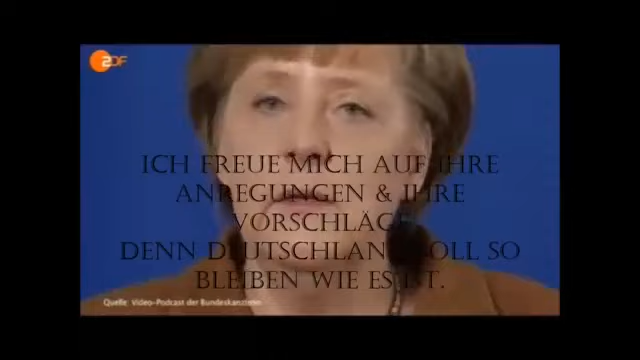 ZDF
ICH FREUE MICH AUF IHRE
ANREGUNGEN & IHRE
VORSCHLÄGE
DENN DEUTSCHLAND SOLL SO
BLEIBEN WIE ES IST.
Quelle: Video-Podcast der Bundeskanzlerin